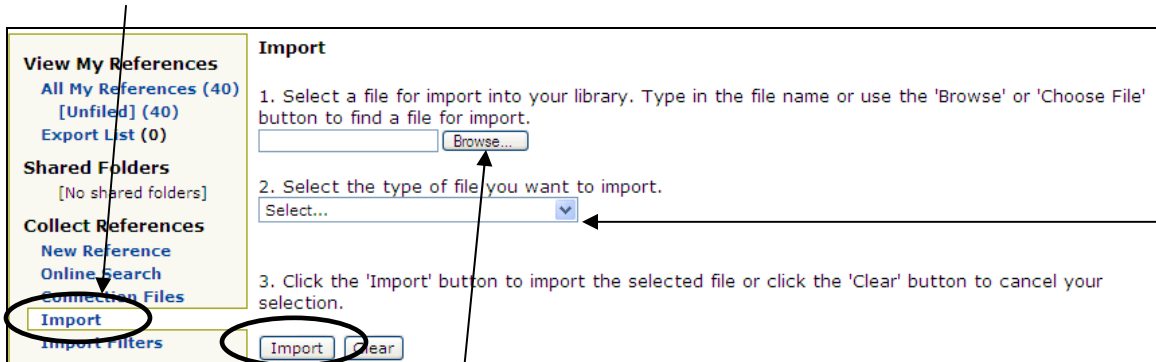 View My References
All My References (40)
[Unfiled] (40)
Export List (0)
Shared Folders
[No shared folders]
Collect References
New Reference
Online Search
Connection Files
Import
Import Filters
Import
1. Select a file for import into your library. Type in the file name or use the 'Browse' or 'Choose File'
button to find a file for import.
Browse...
2. Select the type of file you want to import.
Select...
3. Click the 'Import' button to import the selected file or click the 'Clear' button to cancel your
selection.
Import Clear